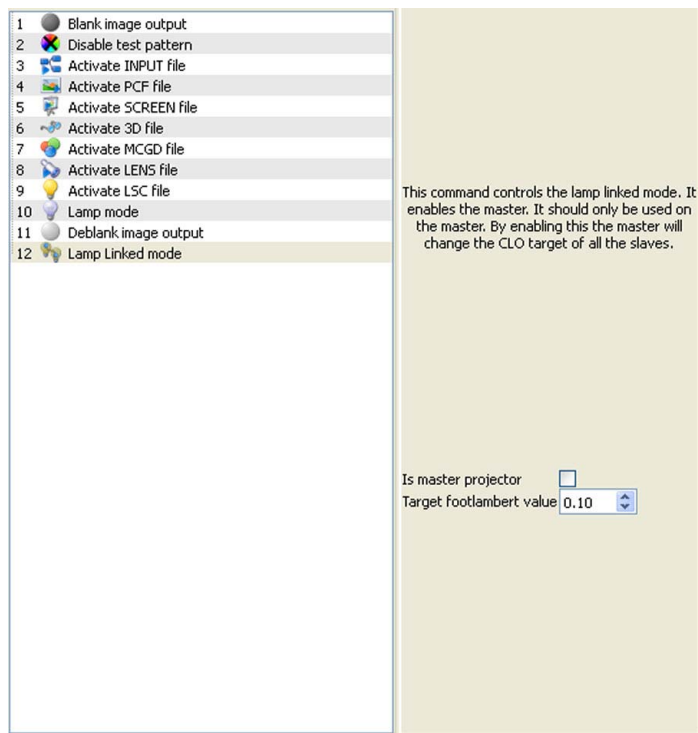 1 Blank image output
2 Disable test pattern
3 Activate INPUT file
4 Activate PCF file
5 Activate SCREEN file
6 Activate 3D file
7 Activate MCGD file
8 Activate LENS file
9 Activate LSC file
10 Lamp mode
11 Deblank image output
12 Lamp Linked mode
This command controls the lamp linked mode. It
enables the master. It should only be used on
the master. By enabling this the master will
change the CLO target of all the slaves.
Is master projector
Target footlambert value 0.10